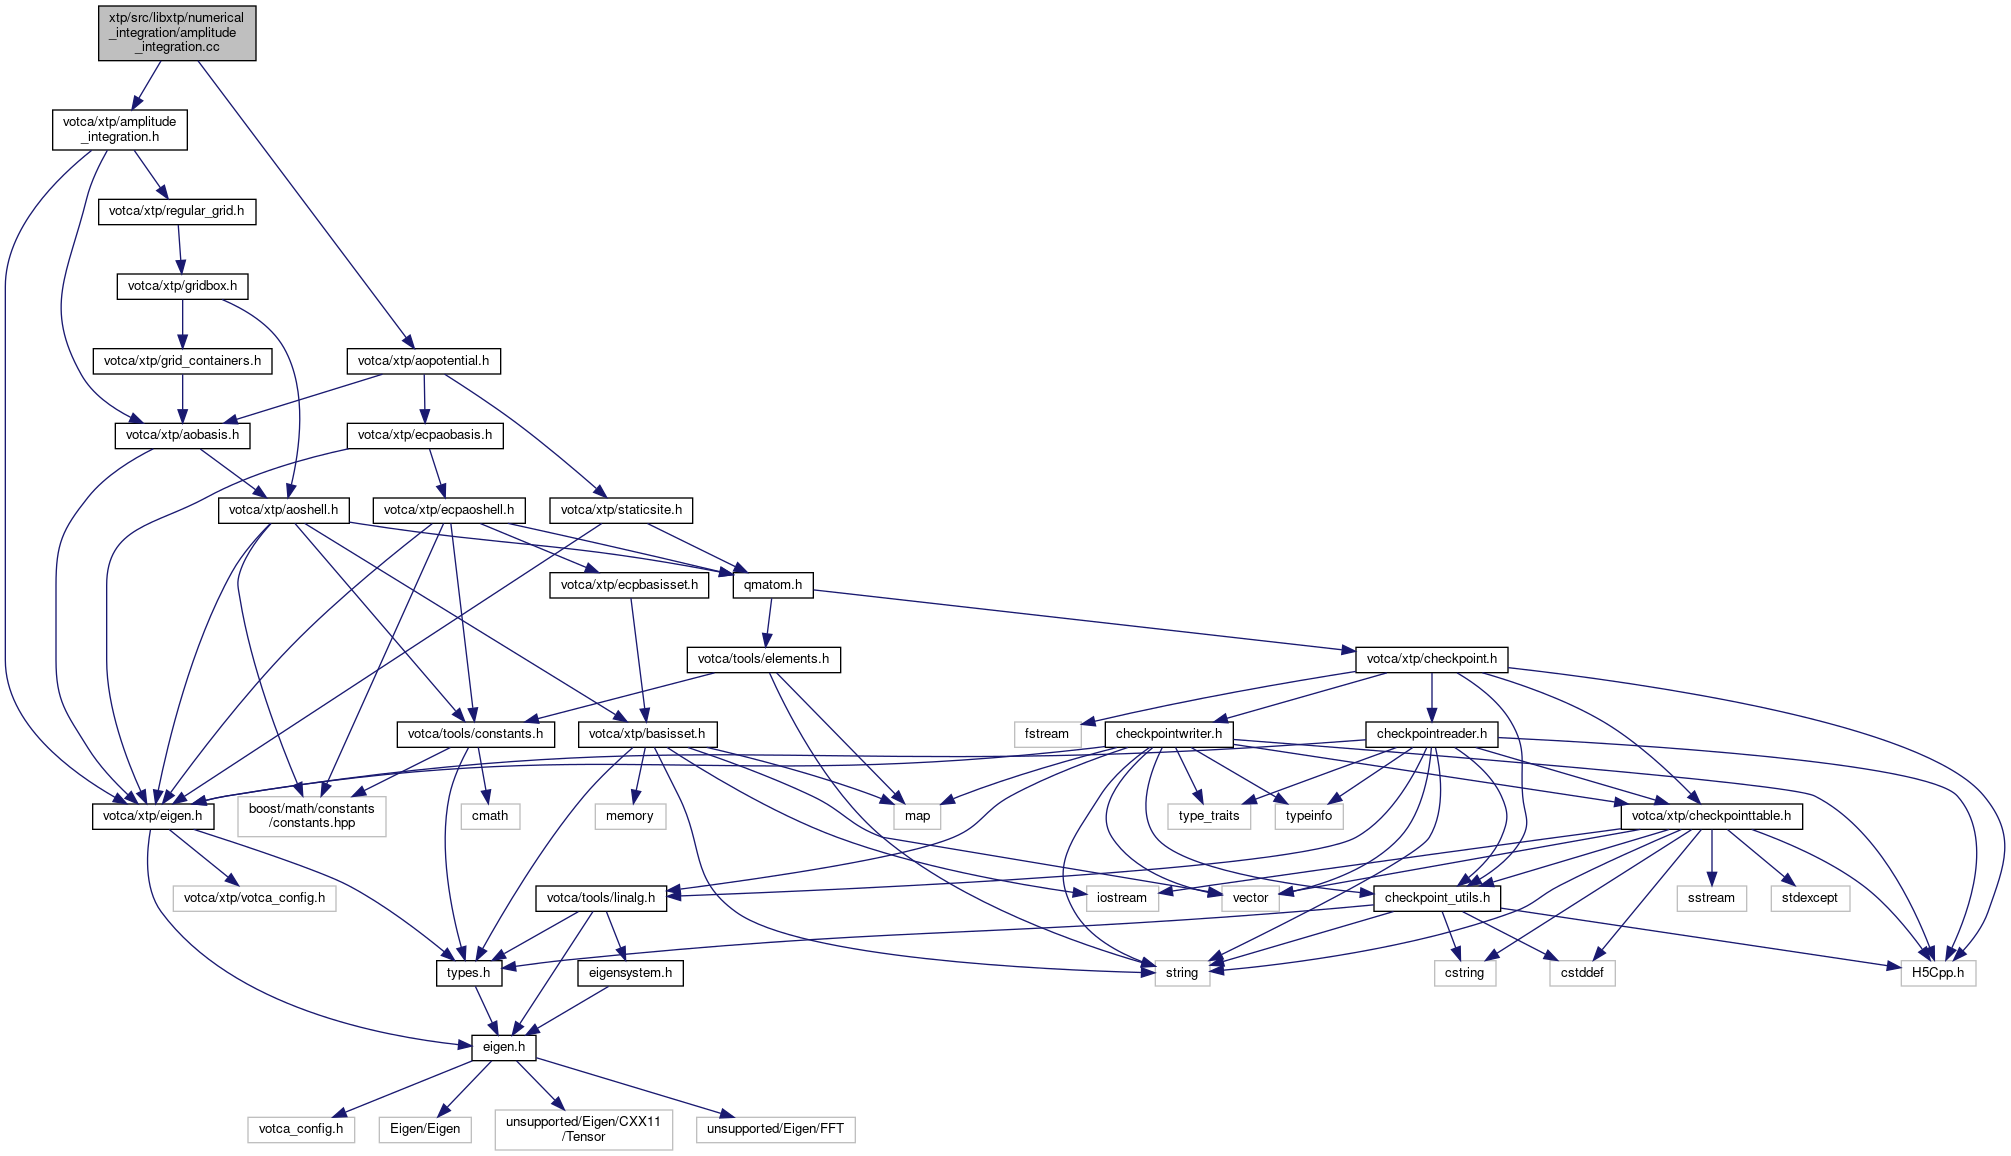 xtp/src/libxtp/numerical
_integration/amplitude
_integration.cc
votca/xtp/amplitude
_integration.h
votca/xtp/regular_grid.h
votca/xtp/gridbox.h
votca/xtp/grid_containers.h
votca/xtp/aopotential.h
votca/xtp/aobasis.h
votca/xtp/ecpaobasis.h
votca/xtp/aoshell.h
votca/xtp/ecpaoshell.h
votca/xtp/staticsite.h
votca/xtp/ecpbasisset.h
qmatom.h
votca/tools/elements.h
votca/xtp/checkpoint.h
votca/tools/constants.h
votca/xtp/basisset.h
fstream
checkpointwriter.h
checkpointreader.h
votca/xtp/eigen.h
boost/math/constants
/constants.hpp
cmath
memory
map
type_traits
typeinfo
votca/xtp/checkpointtable.h
votca/xtp/votca_config.h
votca/tools/linalg.h
iostream
vector
checkpoint_utils.h
sstream
stdexcept
types.h
eigensystem.h
string
cstring
cstddef
H5Cpp.h
eigen.h
votca_config.h
Eigen/Eigen
unsupported/Eigen/CXX11
/Tensor
unsupported/Eigen/FFT